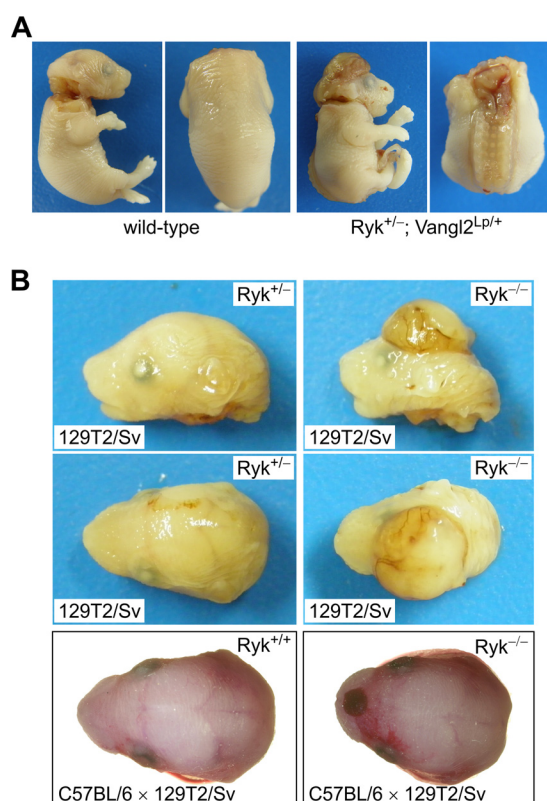 A
wild-type
Ryk+/–; Vangl2Lp/+
B
Ryk+/–
Ryk–/–
129T2/Sv
129T2/Sv
Ryk+/–
Ryk–/–
129T2/Sv
129T2/Sv
Ryk+/+
Ryk–/–
C57BL/6 × 129T2/Sv
C57BL/6 × 129T2/Sv